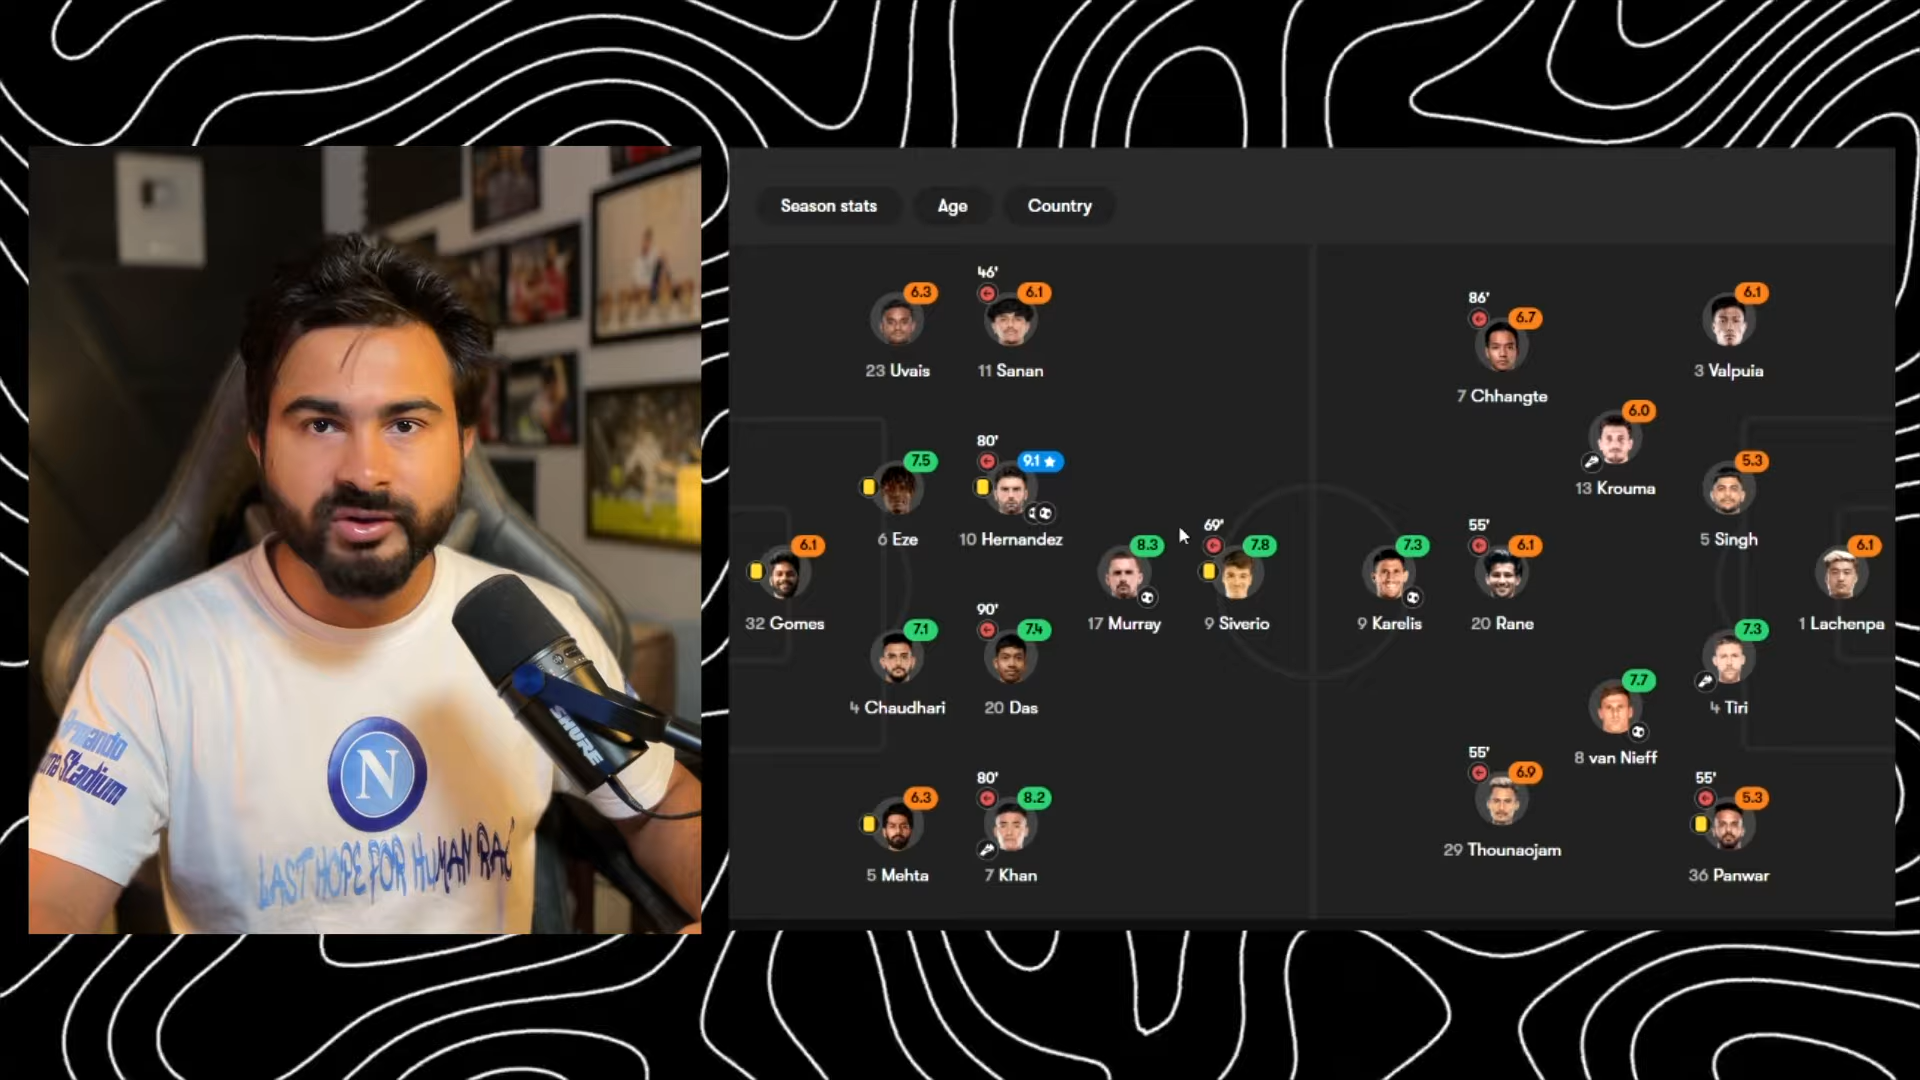 Season stats
Age
Country
46'
6.3
6.1
23 Uvais
11 Sanan
80'
7.5
9.1
6 Eze
10 Hernandez
6.1
32 Gomes
8.3
17 Murray
69'
7.8
9 Siverio
90'
7.1
7.4
4 Chaudhari
20 Das
80'
6.3
8.2
5 Mehta
7 Khan
86'
6.7
7 Chhangte
6.1
3 Valpuia
6.0
13 Krouma
5.3
5 Singh
7.3
9 Karelis
55'
6.1
20 Rane
6.1
1 Lachenpa
7.3
4 Tiri
7.7
8 van Nieff
55'
6.9
29 Thounaojam
55'
5.3
36 Panwar
SHURE
N
LAST HOPE FOR HUMAN RAC
Stadium